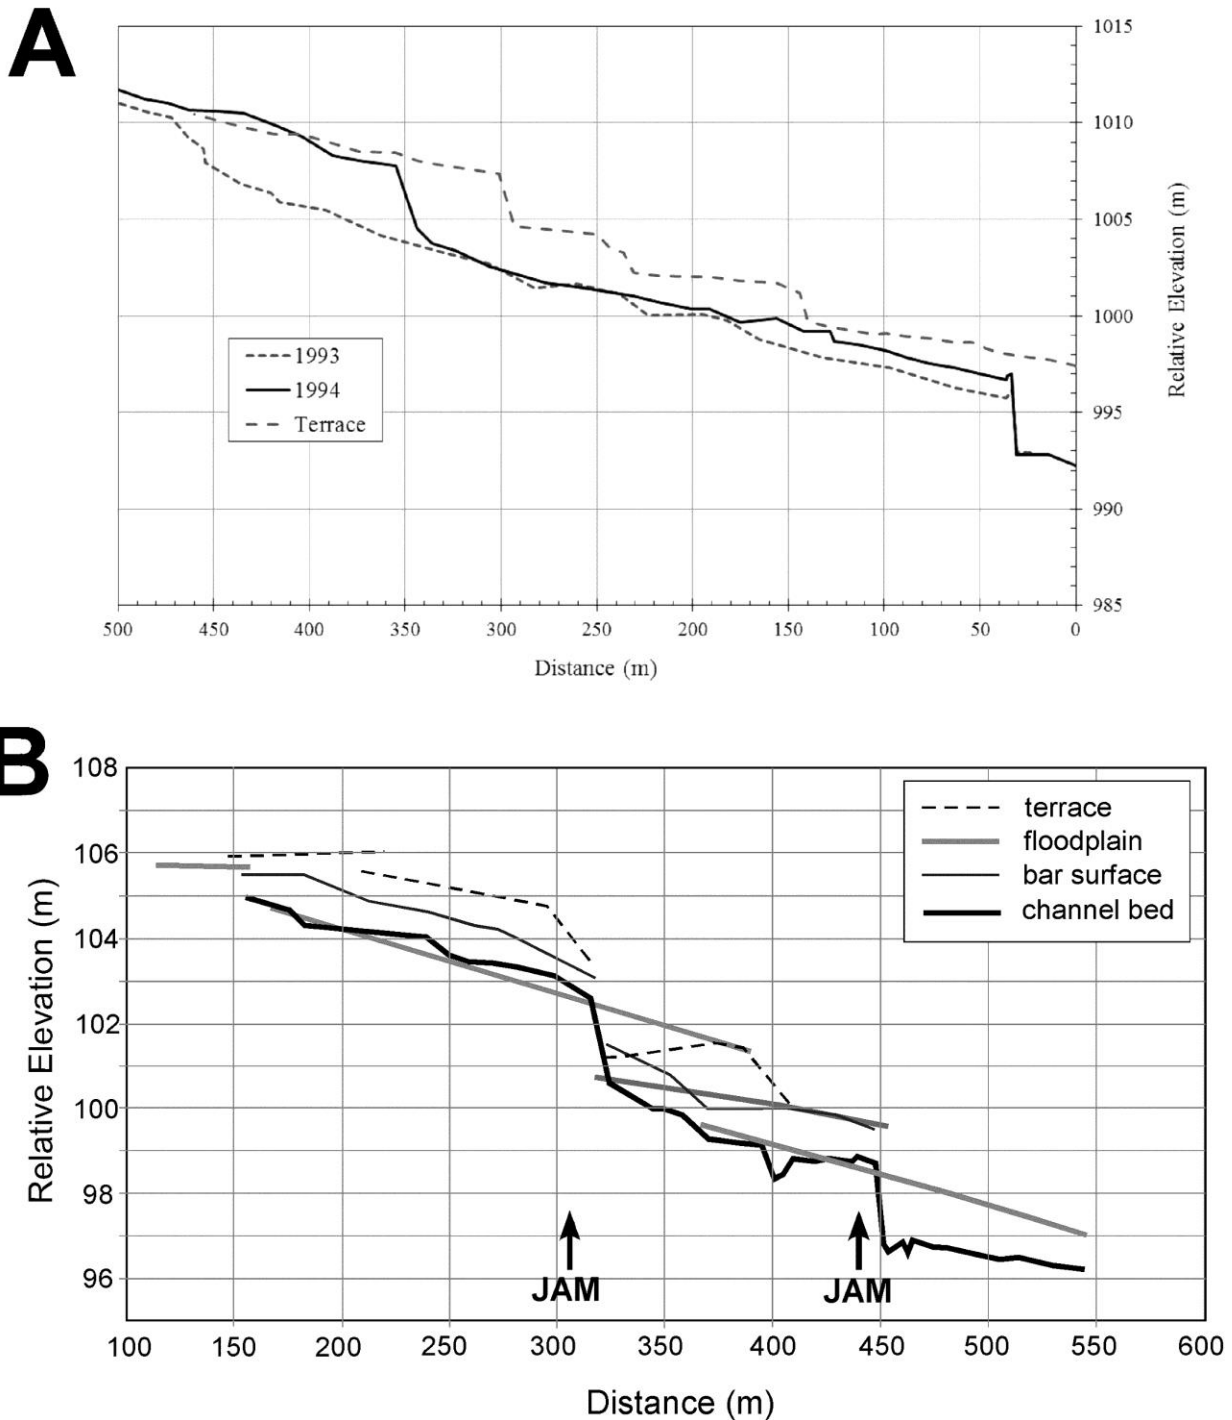 A
1015
1010
1005
1000
995
990
985
Relative Elevation (m)
1993
1994
Terrace
500 450 400 350 300 250 200 150 100 50 0
Distance (m)
B
108
106
104
102
100
98
96
Relative Elevation (m)
terrace
floodplain
bar surface
channel bed
JAM JAM
100 150 200 250 300 350 400 450 500 550 600
Distance (m)